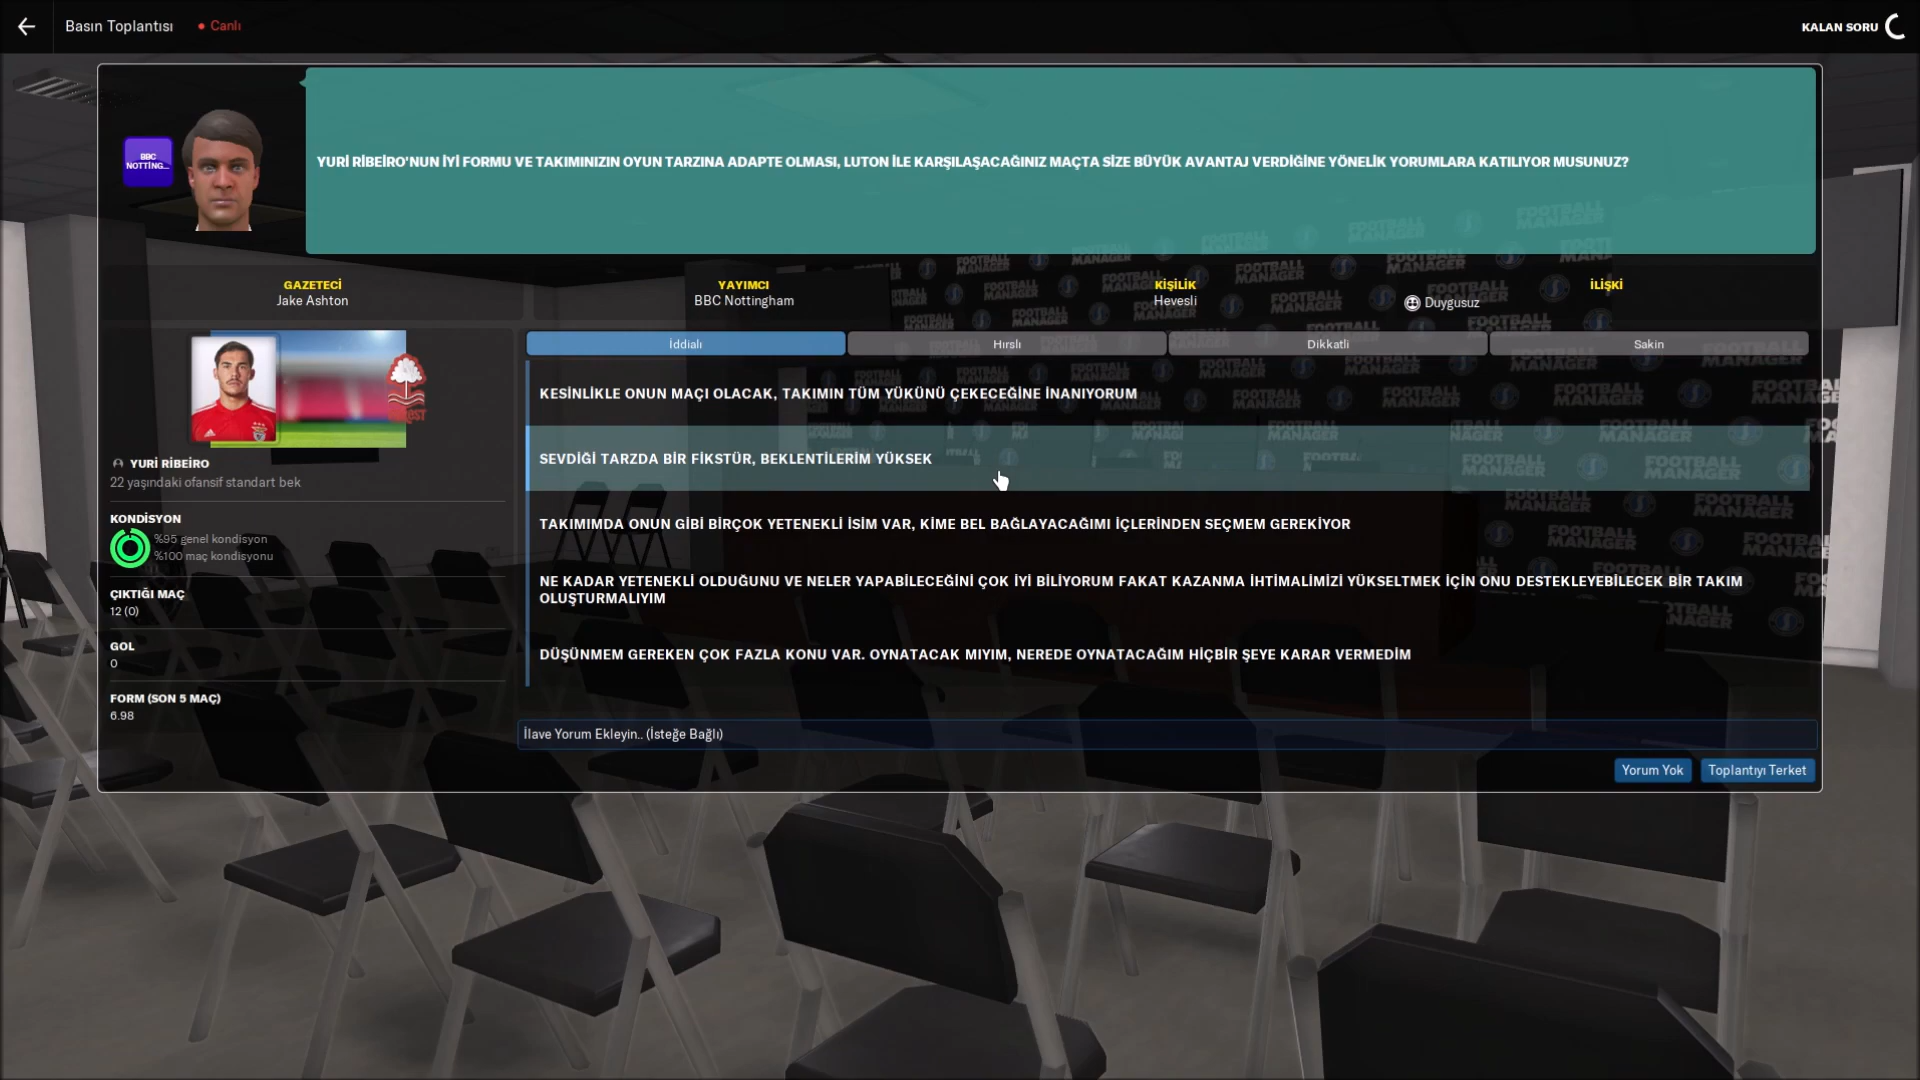 Basın Toplantısı
Canlı
KALAN SORU
BBC
NOTTİNG...
YURİ RİBEİRO'NUN İYİ FORMU VE TAKIMINIZIN OYUN TARZINA ADAPTE OLMASI, LUTON İLE KARŞILAŞACAĞINIZ MAÇTA SİZE BÜYÜK AVANTAJ VERDİĞİNE YÖNELİK YORUMLARA KATILIYOR MUSUNUZ?
GAZETECİ
Jake Ashton
YAYIMCI
BBC Nottingham
KİŞİLİK
Hevesli
İLİŞKİ
Duygusuz
İddialı
Hırslı
Dikkatli
Sakin
YURİ RİBEİRO
22 yaşındaki ofansif standart bek
KONDİSYON
%95 genel kondisyon
%100 maç kondisyonu
ÇIKTIĞI MAÇ
12 (0)
GOL
0
FORM (SON 5 MAÇ)
6.98
KESİNLİKLE ONUN MAÇI OLACAK, TAKIMIN TÜM YÜKÜNÜ ÇEKECEĞİNE İNANIYORUM
SEVDİĞİ TARZDA BİR FİKSTÜR, BEKLENTİLERİM YÜKSEK
TAKIMIMDA ONUN GİBİ BİRÇOK YETENEKLİ İSİM VAR, KİME BEL BAĞLAYACAĞIMI İÇLERİNDEN SEÇMEM GEREKİYOR
NE KADAR YETENEKLİ OLDUĞUNU VE NELER YAPABİLECEĞİNİ ÇOK İYİ BİLİYORUM FAKAT KAZANMA İHTİMALİMİZİ YÜKSELTMEK İÇİN ONU DESTEKLEYEBİLECEK BİR TAKIM
OLUŞTURMALIYIM
DÜŞÜNMEM GEREKEN ÇOK FAZLA KONU VAR. OYNATACAK MIYIM, NEREDE OYNATACAĞIM HİÇBİR ŞEYE KARAR VERMEDİM
İlave Yorum Ekleyin.. (İsteğe Bağlı)
Yorum Yok
Toplantıyı Terket
FOOTBALL
MANAGER